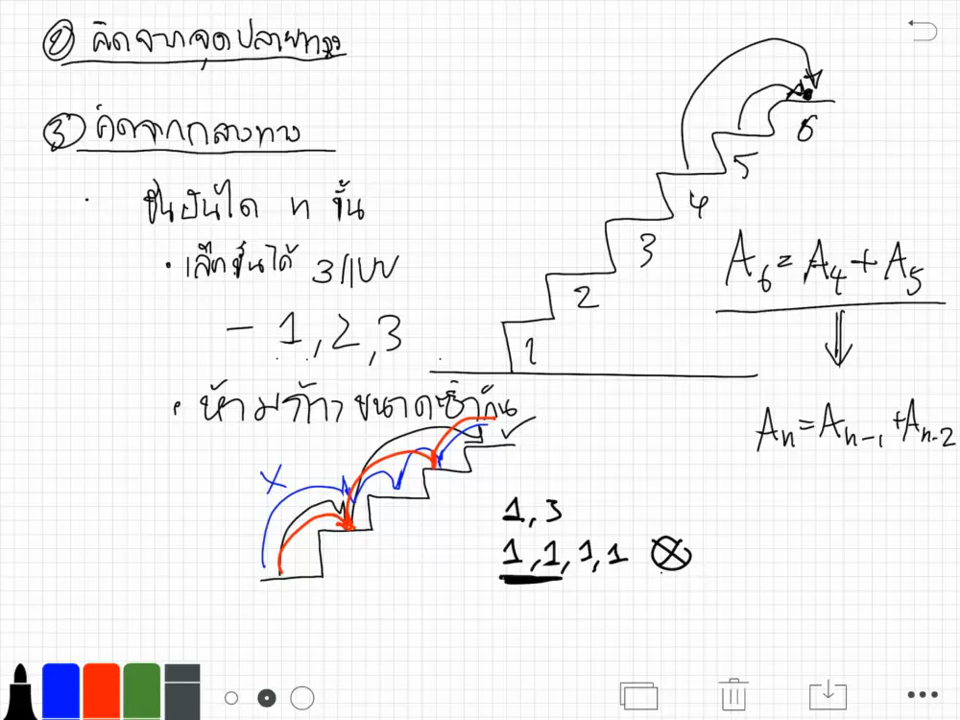 ② คิดจากจุดปลายทาง
③ คิดจากกลางทาง
ขึ้นบันได n ขั้น
• เลือกขึ้นได้ 3 แบบ
- 1, 2, 3
• ห้ามก้าวขนาดซ้ำกัน
1
2
3
4
5
6
A₆ = A₄ + A₅
Aₙ = Aₙ₋₁ + Aₙ₋₂
1, 3
1, 1, 1, 1